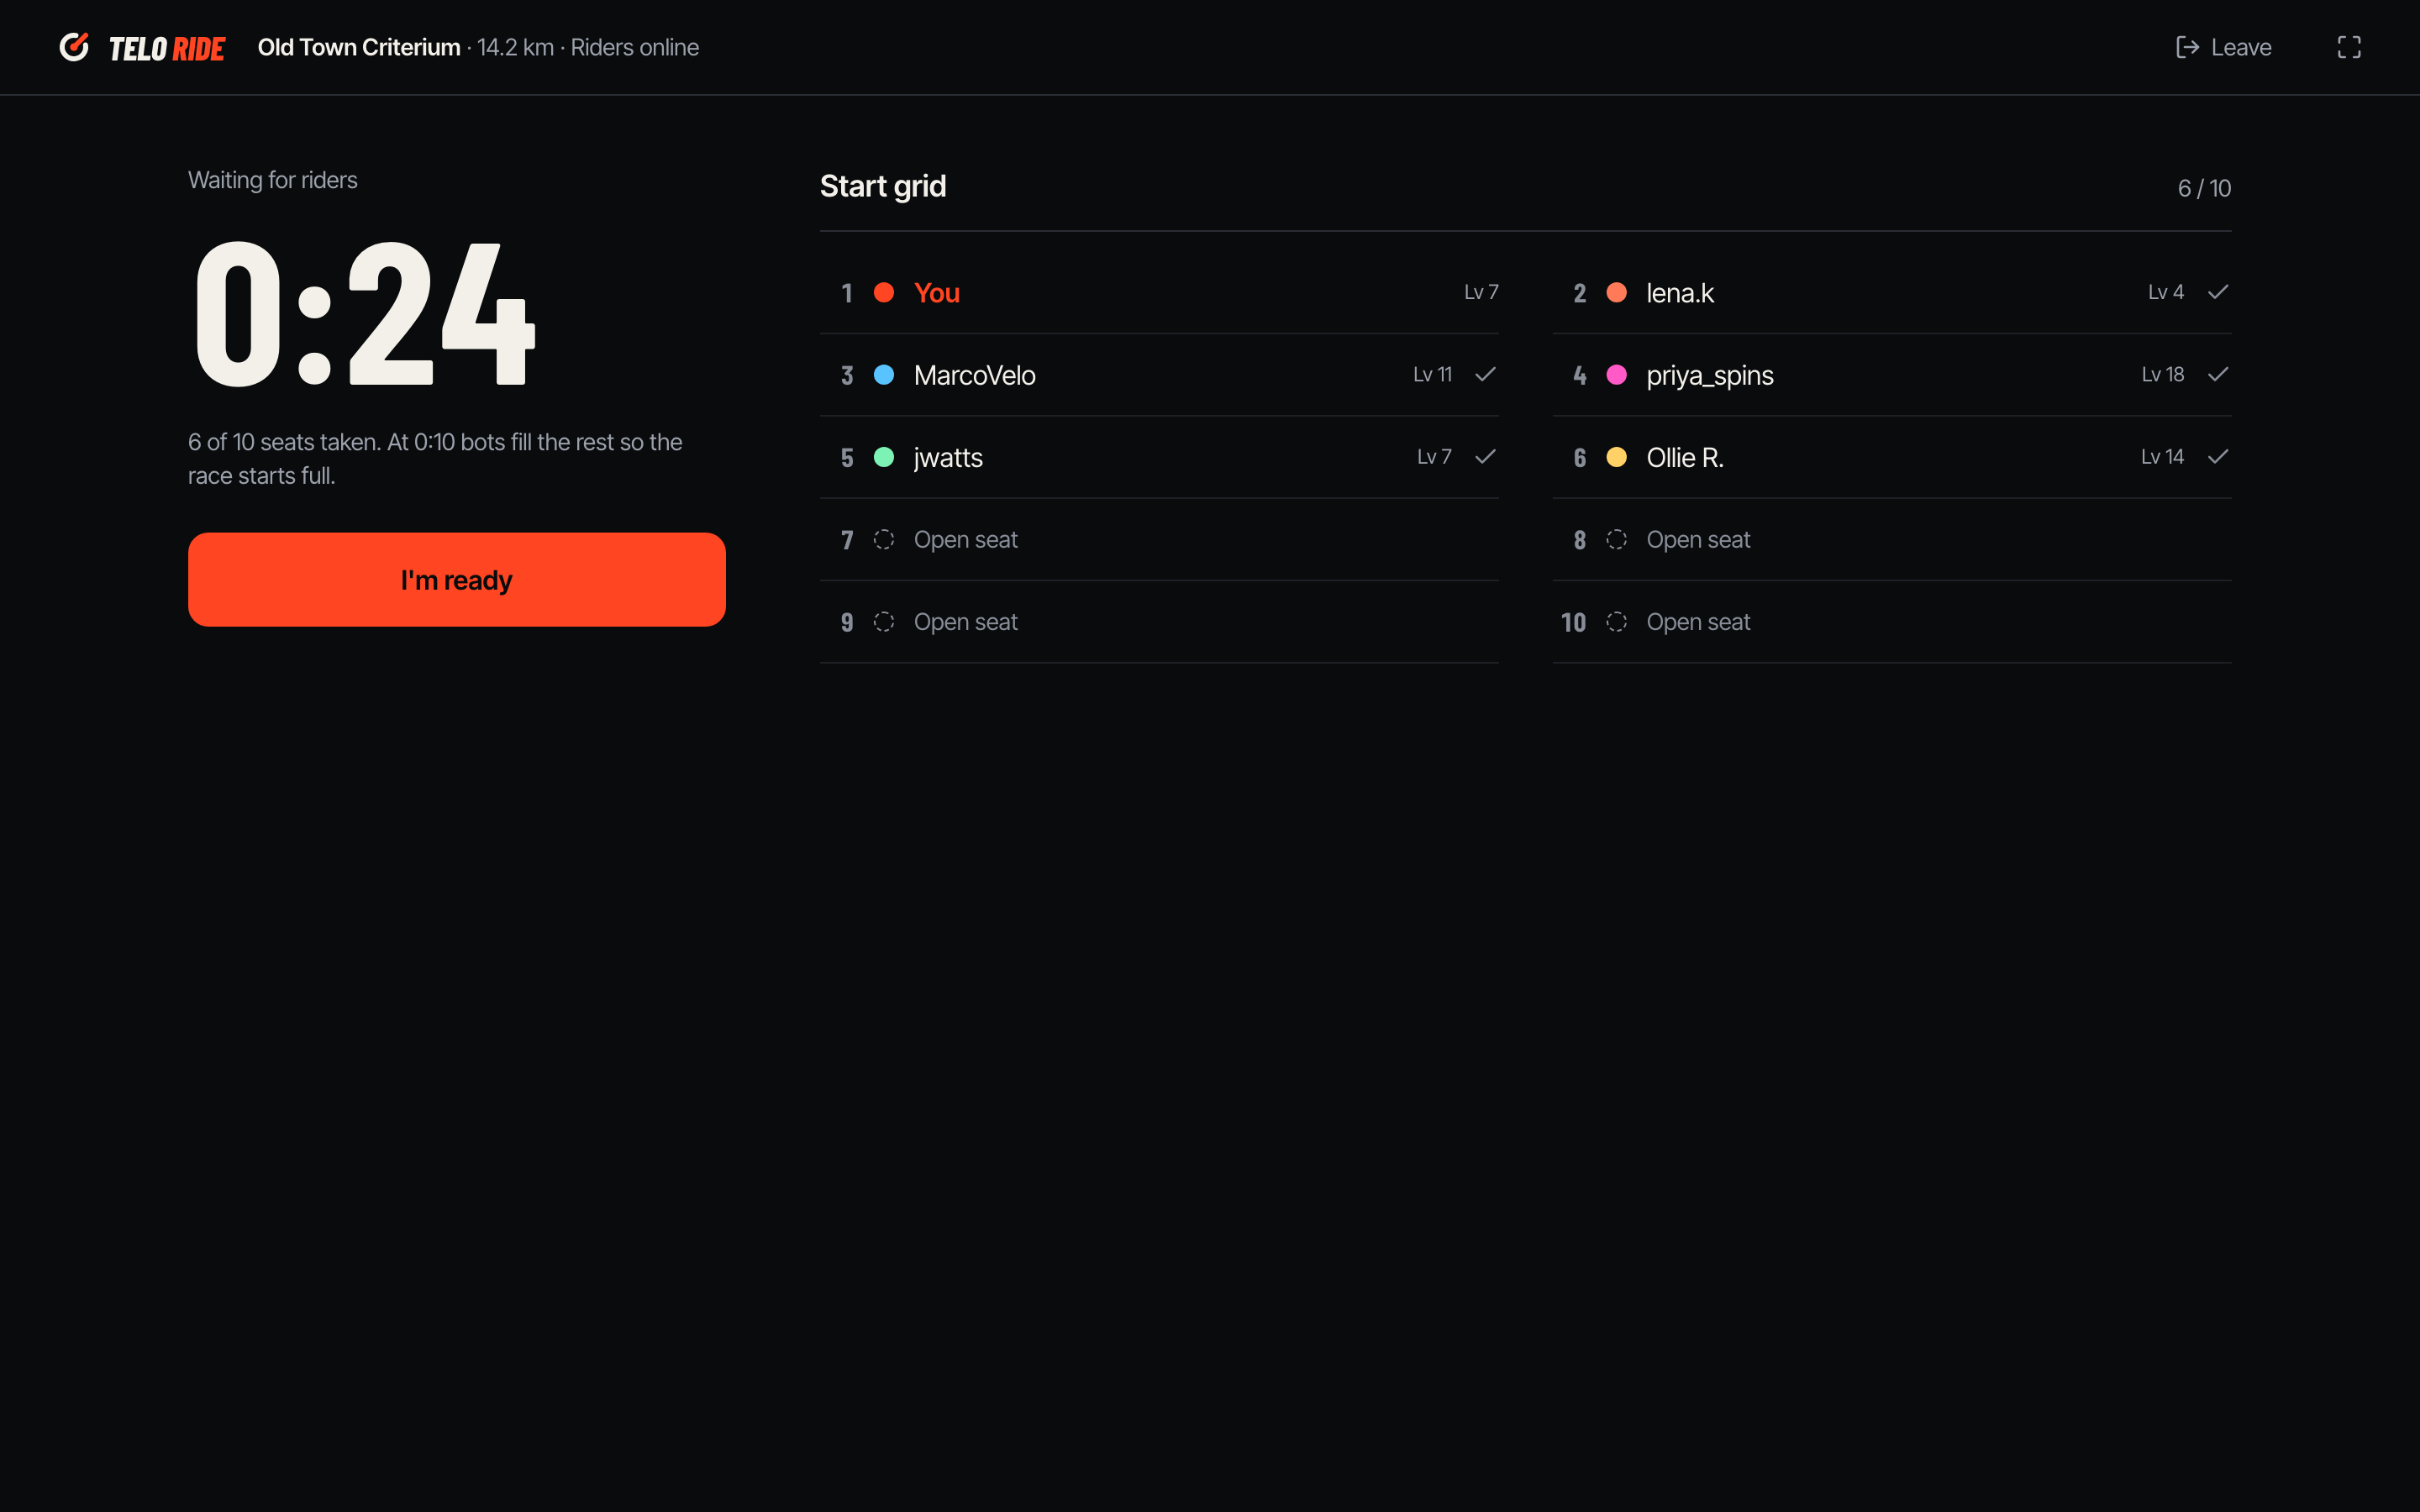 TELO RIDE
Old Town Criterium · 14.2 km · Riders online
Leave
Waiting for riders
0:24
6 of 10 seats taken. At 0:10 bots fill the rest so the
race starts full.
I'm ready
Start grid
6 / 10
1 You Lv 7
2 lena.k Lv 4
3 MarcoVelo Lv 11
4 priya_spins Lv 18
5 jwatts Lv 7
6 Ollie R. Lv 14
7 Open seat
8 Open seat
9 Open seat
10 Open seat